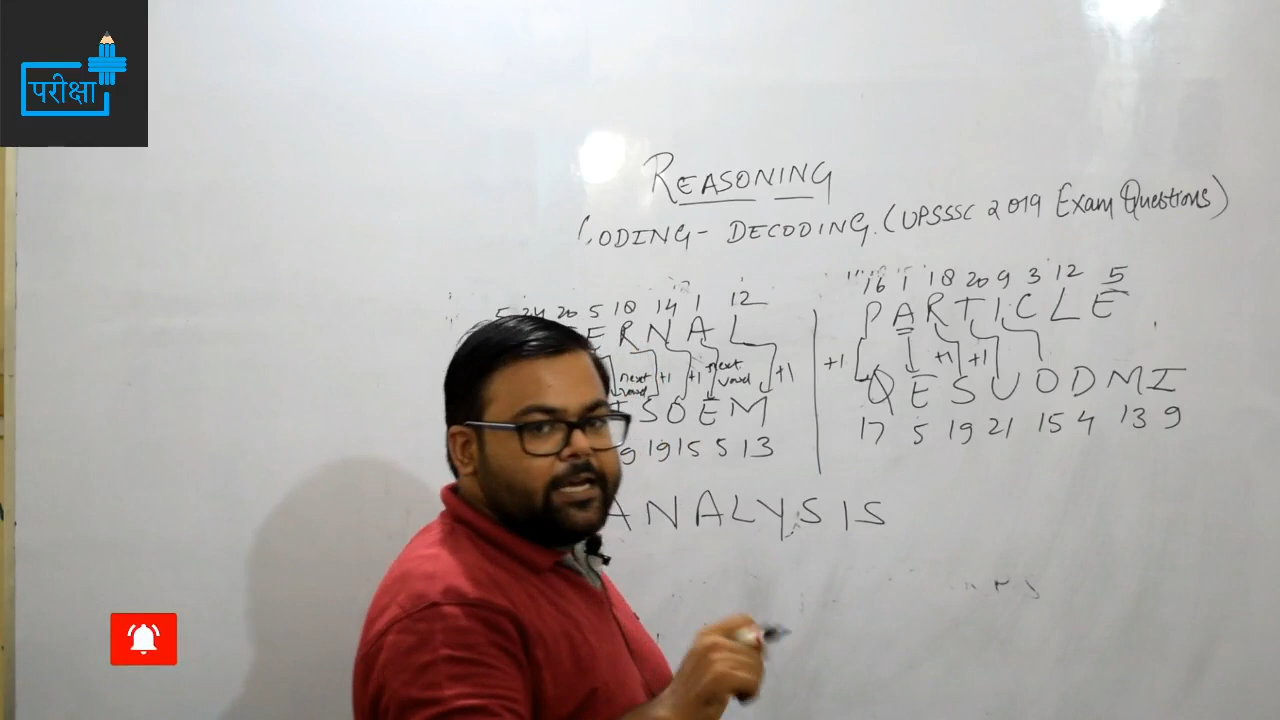 परीक्षा
REASONING
CODING - DECODING. (UPSSSC 2019 Exam Questions)
5 24 20 5 18 14 1 12
ERNAL
next vowel +1 +1 next vowel +1
SOEM
9 19 15 5 13
16 1 18 20 9 3 12 5
PARTICLE
+1 +1 +1
QESUODMI
17 5 19 21 15 4 13 9
ANALYSIS